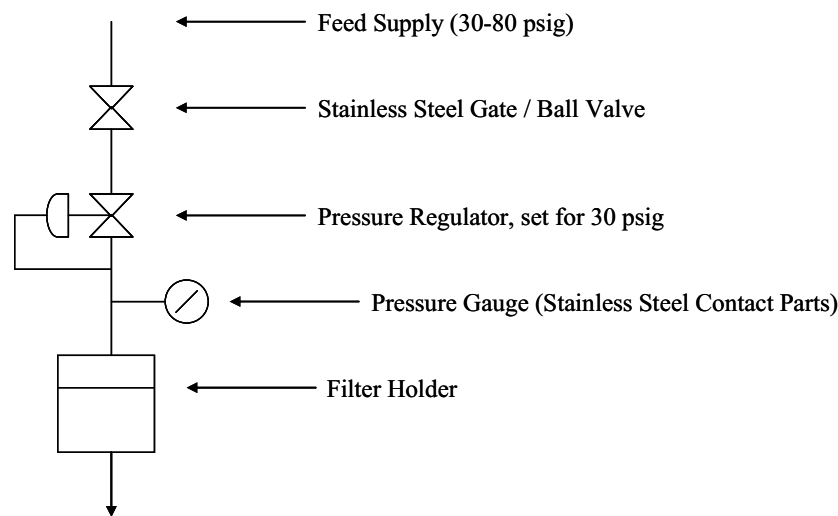 Feed Supply (30-80 psig)
Stainless Steel Gate / Ball Valve
Pressure Regulator, set for 30 psig
Pressure Gauge (Stainless Steel Contact Parts)
Filter Holder